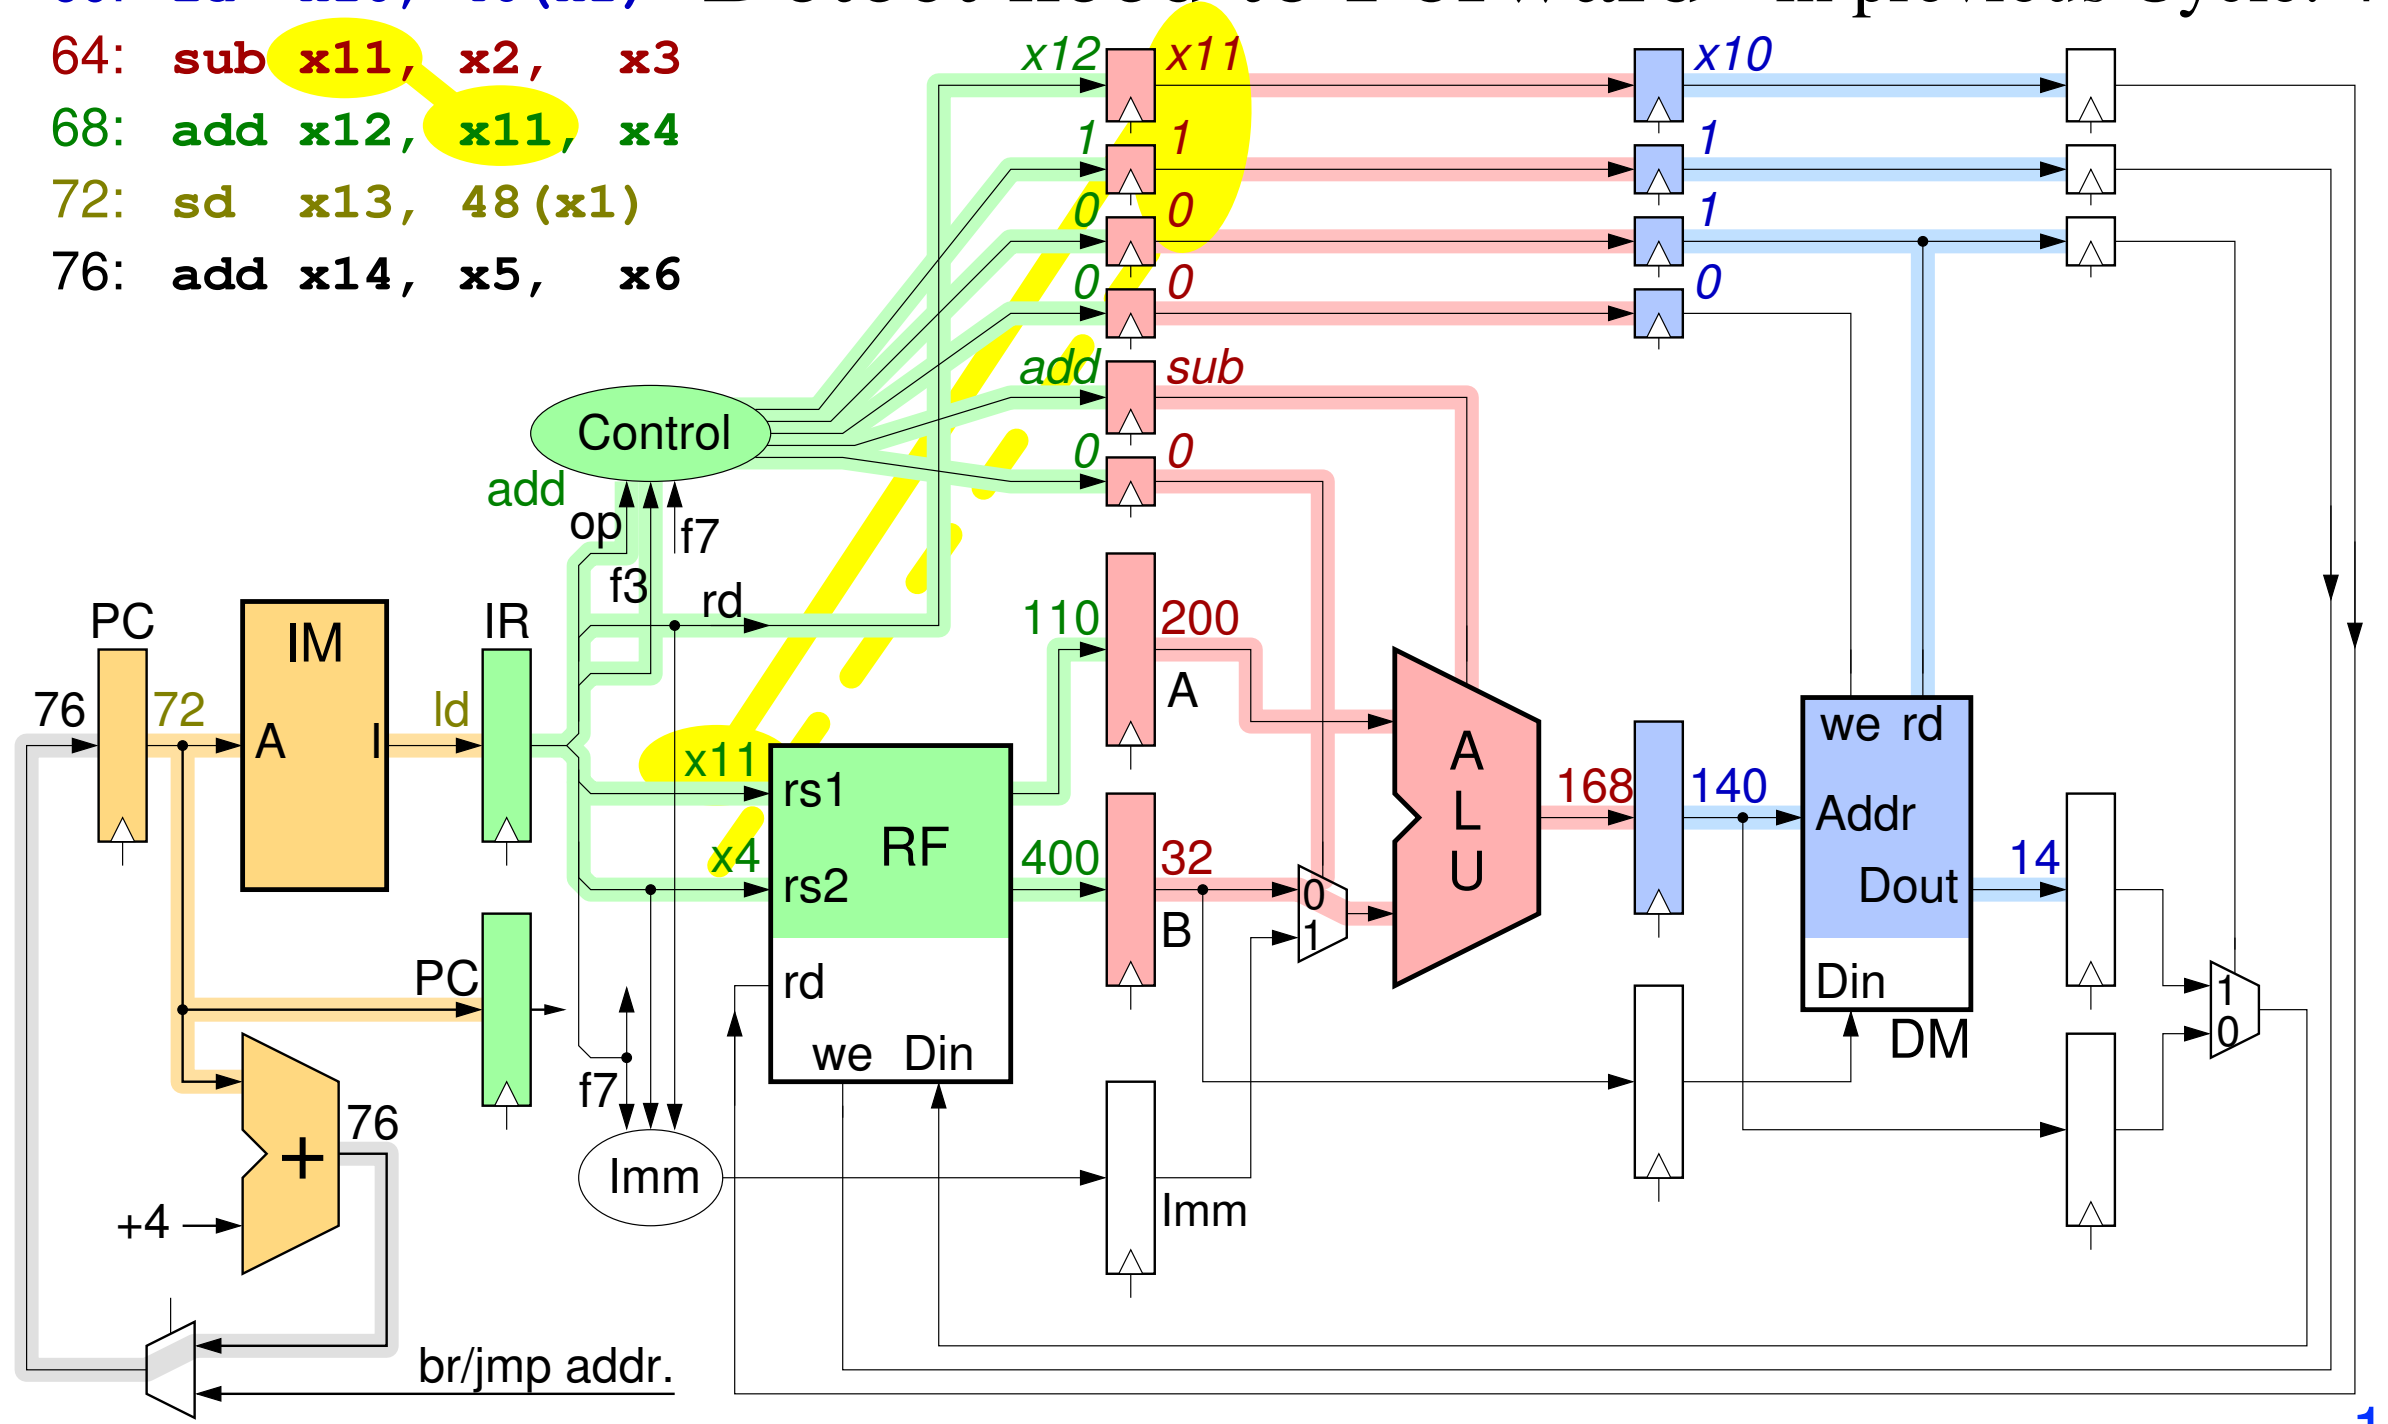 64: sub x11, x2, x3
68: add x12, x11, x4
72: sd x13, 48(x1)
76: add x14, x5, x6
x12 x11 x10
1 1 1
0 0 1
0 0 0
add sub
0 0
Control
add
op
f7
f3
rd
PC
IM
IR
110 200
A
76 72
A I
ld
x11
rs1
RF
x4
rs2
400 32
B
0
1
A
L
U
168 140
we rd
Addr
14
Dout
Din
DM
1
0
PC
rd
we Din
f7
76
+
+4
Imm
Imm
br/jmp addr.